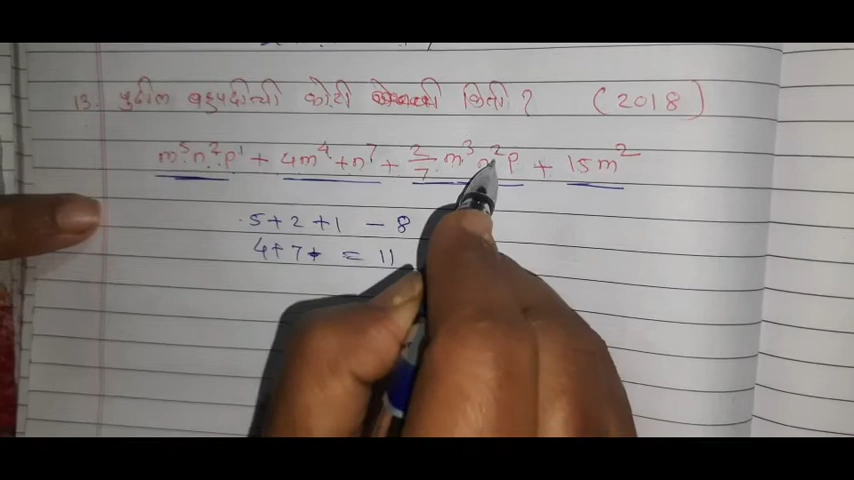 13. पुढील बहुपदीची कोटी किती ? (2018)
m⁵n²p¹ + 4m⁴+n⁷ + 2/7 m³n²p + 15m²
5+2+1 – 8
4+7+ = 11